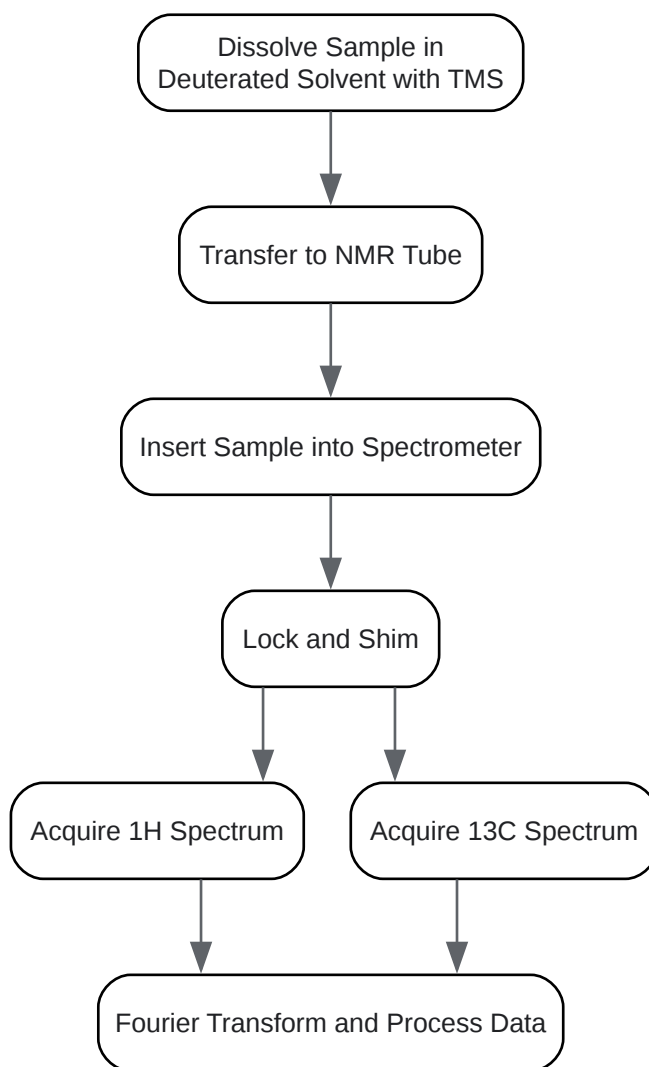 Dissolve Sample in
Deuterated Solvent with TMS
Transfer to NMR Tube
Insert Sample into Spectrometer
Lock and Shim
Acquire 1H Spectrum
Acquire 13C Spectrum
Fourier Transform and Process Data